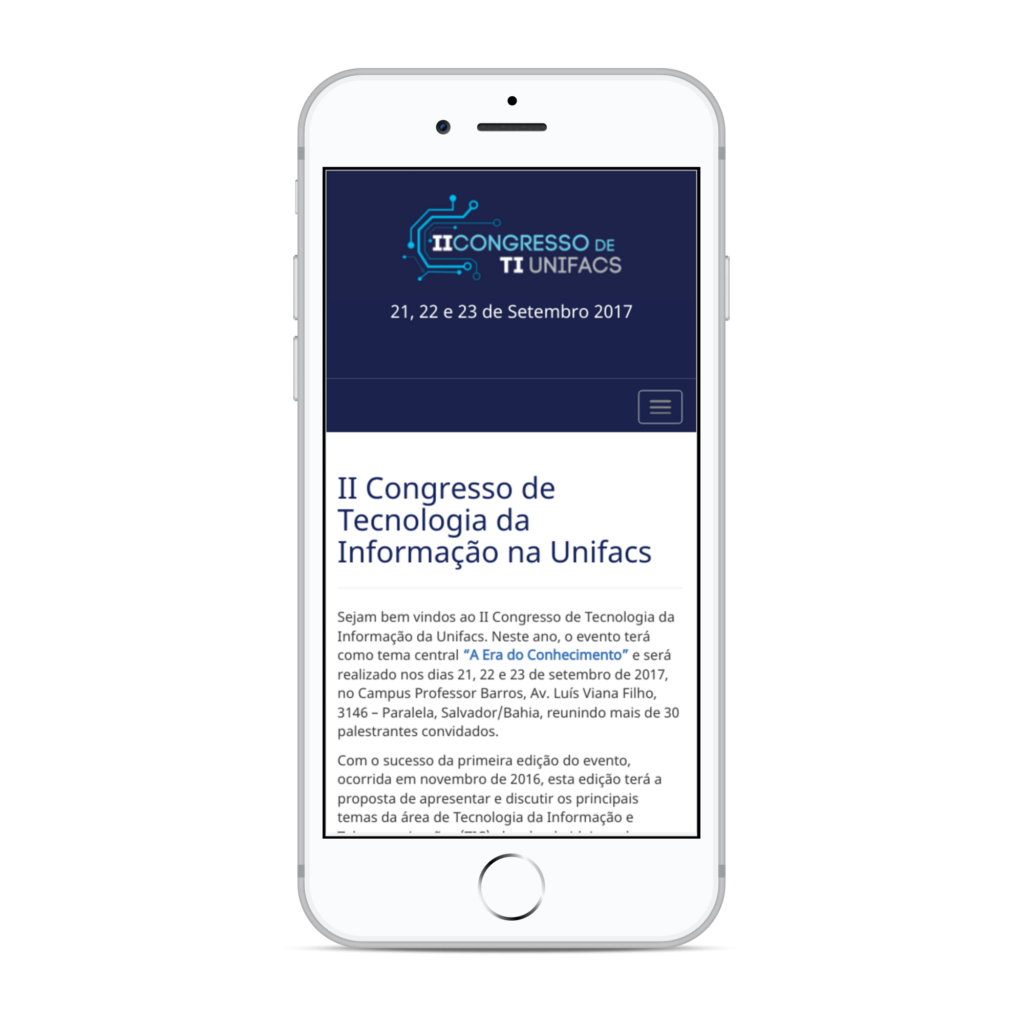 IICONGRESSO DE
TI UNIFACS
21, 22 e 23 de Setembro 2017
II Congresso de
Tecnologia da
Informação na Unifacs
Sejam bem vindos ao II Congresso de Tecnologia da
Informação da Unifacs. Neste ano, o evento terá
como tema central “A Era do Conhecimento” e será
realizado nos dias 21, 22 e 23 de setembro de 2017,
no Campus Professor Barros, Av. Luís Viana Filho,
3146 – Paralela, Salvador/Bahia, reunindo mais de 30
palestrantes convidados.
Com o sucesso da primeira edição do evento,
ocorrida em novembro de 2016, esta edição terá a
proposta de apresentar e discutir os principais
temas da área de Tecnologia da Informação e